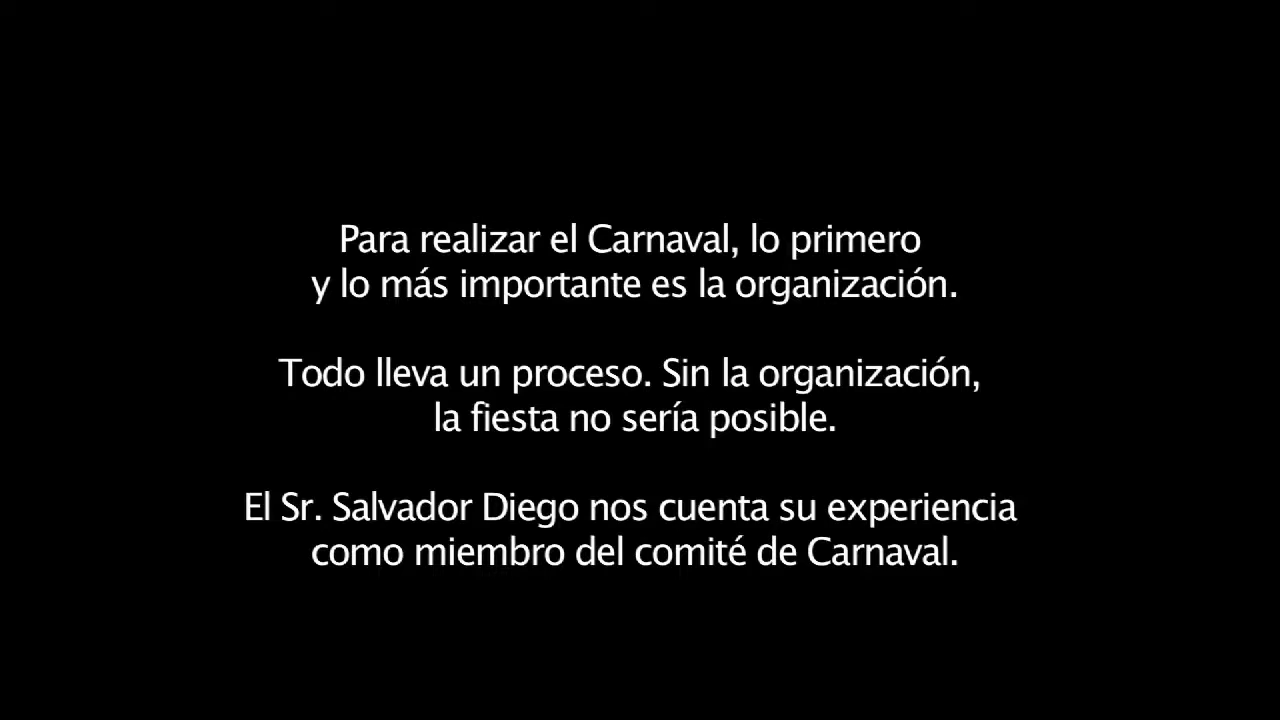 Para realizar el Carnaval, lo primero
y lo más importante es la organización.
Todo lleva un proceso. Sin la organización,
la fiesta no sería posible.
El Sr. Salvador Diego nos cuenta su experiencia
como miembro del comité de Carnaval.